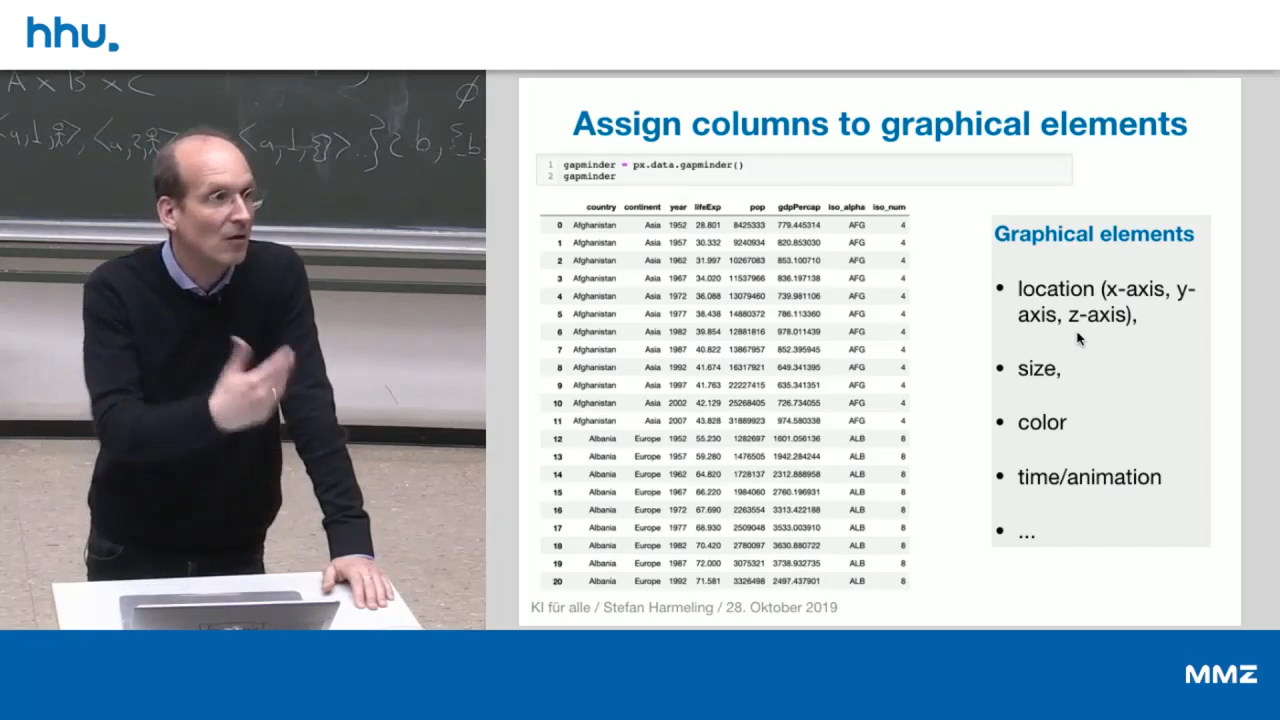 hhu.
A x B x C
Assign columns to graphical elements
1 gapminder = px.data.gapminder()
2 gapminder
country continent year lifeExp pop gdpPercap iso_alpha iso_num
0 Afghanistan Asia 1952 28.801 8425333 779.445314 AFG 4
1 Afghanistan Asia 1957 30.332 9240934 820.853030 AFG 4
2 Afghanistan Asia 1962 31.997 10267083 853.100710 AFG 4
3 Afghanistan Asia 1967 34.020 11537966 836.197138 AFG 4
4 Afghanistan Asia 1972 36.088 13079460 739.981106 AFG 4
5 Afghanistan Asia 1977 38.438 14880372 786.113360 AFG 4
6 Afghanistan Asia 1982 39.854 12881816 978.011439 AFG 4
7 Afghanistan Asia 1987 40.822 13867957 852.395945 AFG 4
8 Afghanistan Asia 1992 41.674 16317921 649.341395 AFG 4
9 Afghanistan Asia 1997 41.763 22227415 635.341351 AFG 4
10 Afghanistan Asia 2002 42.129 25268405 726.734055 AFG 4
11 Afghanistan Asia 2007 43.828 31889923 974.580338 AFG 4
12 Albania Europe 1952 55.230 1282697 1601.056136 ALB 8
13 Albania Europe 1957 59.280 1476505 1942.284244 ALB 8
14 Albania Europe 1962 64.820 1728137 2312.888958 ALB 8
15 Albania Europe 1967 66.220 1984060 2760.196931 ALB 8
16 Albania Europe 1972 67.690 2263554 3313.422188 ALB 8
17 Albania Europe 1977 68.930 2509048 3533.003910 ALB 8
18 Albania Europe 1982 70.420 2780097 3630.880722 ALB 8
19 Albania Europe 1987 72.000 3075321 3738.932735 ALB 8
20 Albania Europe 1992 71.581 3326498 2497.437901 ALB 8
Graphical elements
• location (x-axis, y-
axis, z-axis),
• size,
• color
• time/animation
• ...
KI für alle / Stefan Harmeling / 28. Oktober 2019
MMZ